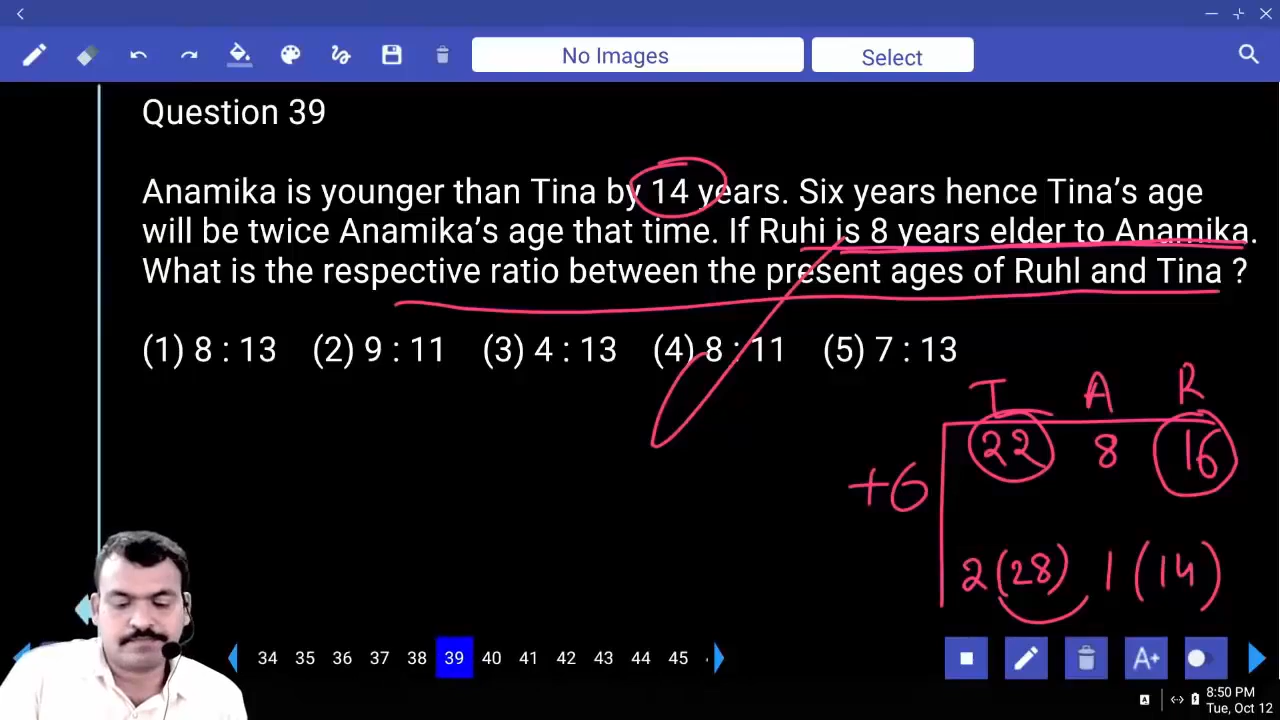 No Images
Select
Question 39
Anamika is younger than Tina by 14 years. Six years hence Tina’s age
will be twice Anamika’s age that time. If Ruhi is 8 years elder to Anamika.
What is the respective ratio between the present ages of Ruhl and Tina ?
(1) 8 : 13 (2) 9 : 11 (3) 4 : 13 (4) 8 : 11 (5) 7 : 13
T A R
22 8 16
+6
2(28) 1(14)
34 35 36 37 38 39 40 41 42 43 44 45
A+
A
8:50 PM
Tue, Oct 12